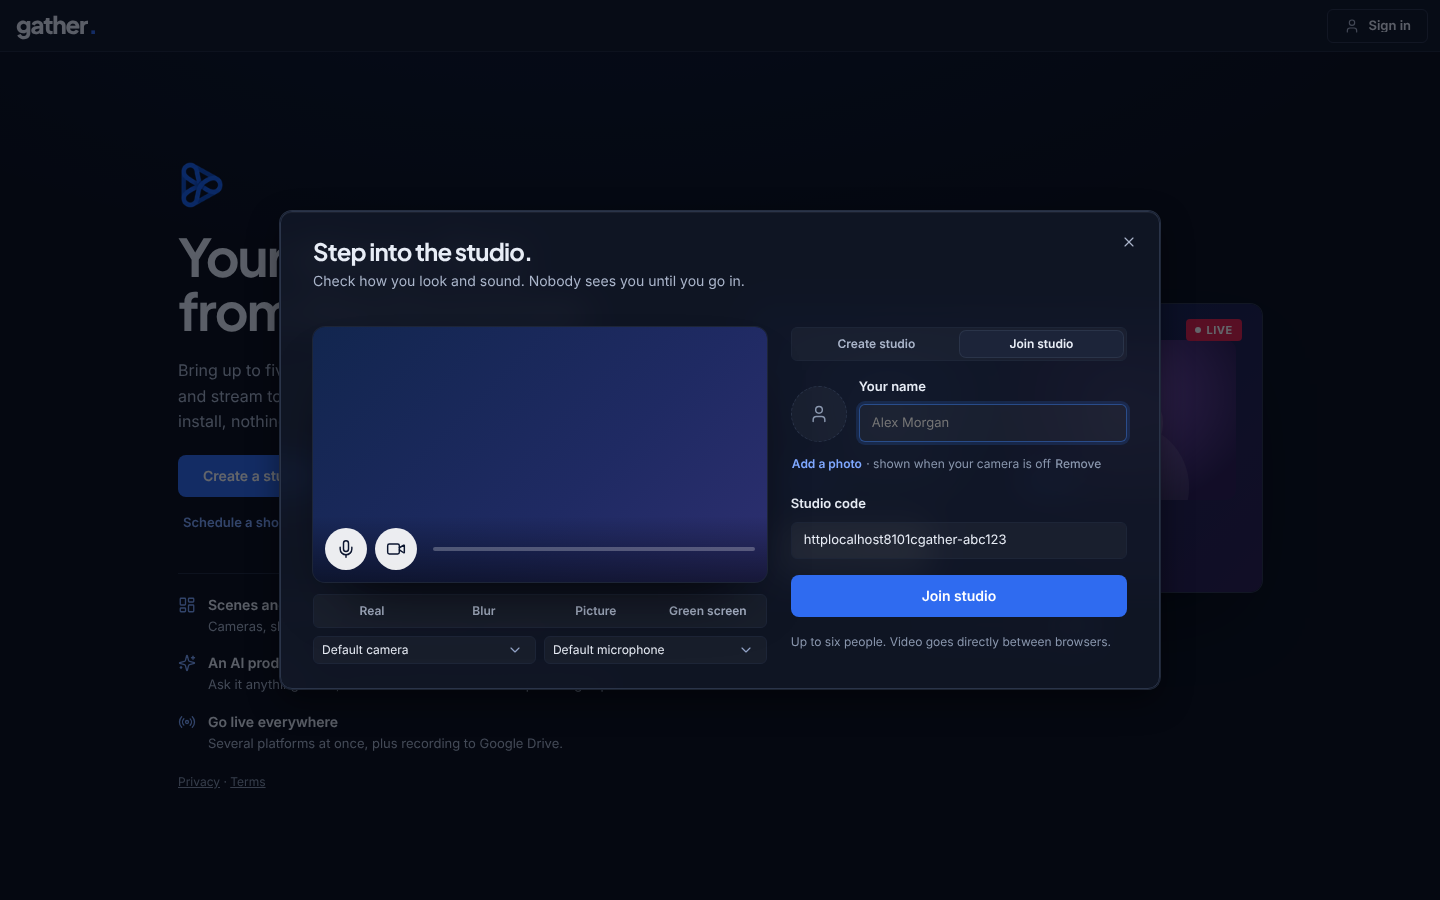 gather.
Sign in
Your
from
Bring up to fiv
and stream to
install, nothin
Create a stu
Schedule a sho
Scenes an
Cameras, s
An AI prod
Ask it anyth
Go live everywhere
Several platforms at once, plus recording to Google Drive.
Privacy · Terms
LIVE
Step into the studio.
Check how you look and sound. Nobody sees you until you go in.
Real
Blur
Picture
Green screen
Default camera
Default microphone
Create studio
Join studio
Your name
Alex Morgan
Add a photo · shown when your camera is off Remove
Studio code
httplocalhost8101cgather-abc123
Join studio
Up to six people. Video goes directly between browsers.